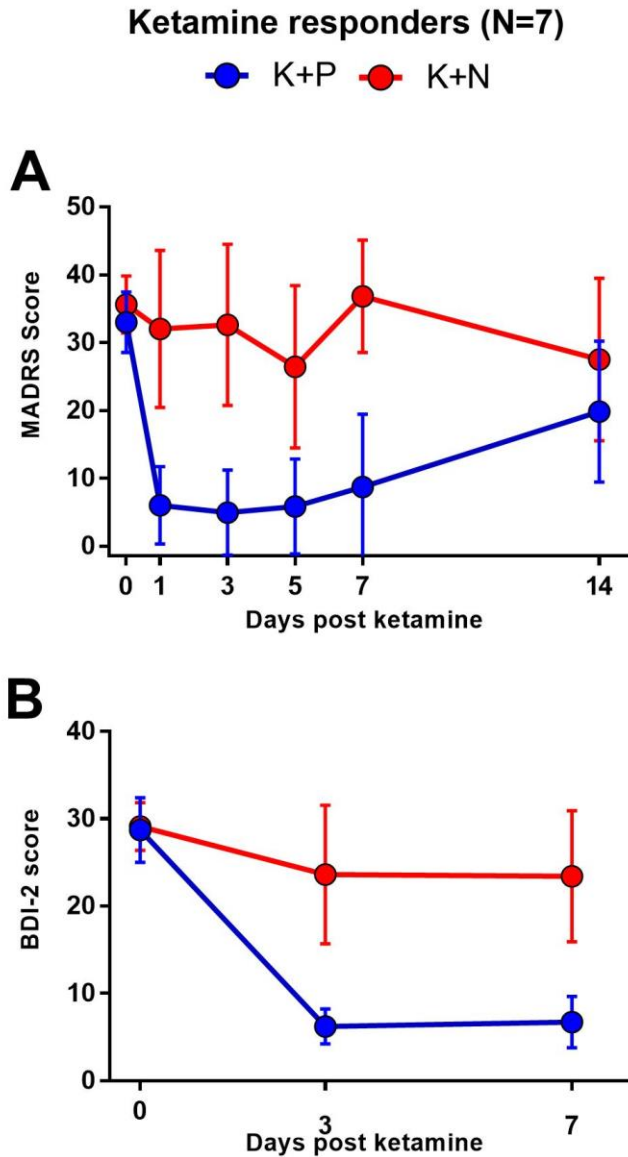 Ketamine responders (N=7)
K+P K+N
A
50
40
30
20
10
0
MADRS Score
0 1 3 5 7 14
Days post ketamine
B
40
30
20
10
0
BDI-2 score
0 3 7
Days post ketamine